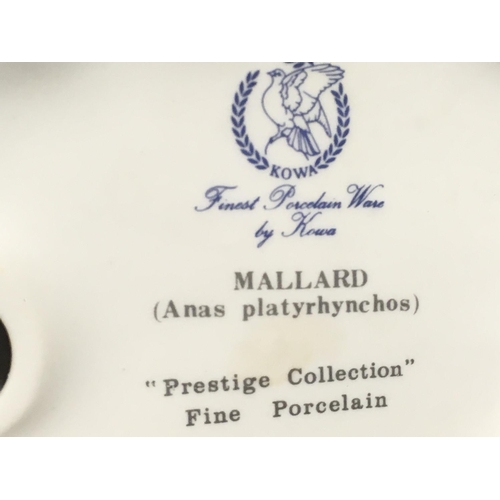 KOWA
Finest Porcelain Ware
by Kowa
MALLARD
(Anas platyrhynchos)
"Prestige Collection"
Fine Porcelain